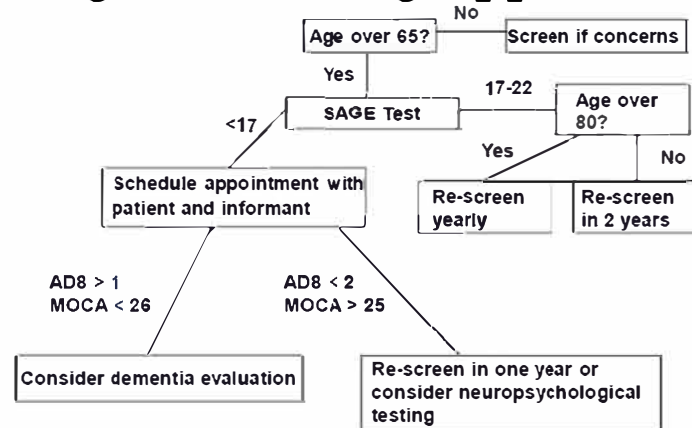 No
Age over 65?
Screen if concerns
Yes
17-22
SAGE Test
Age over
80?
<17
Yes
No
Schedule appointment with
patient and informant
Re-screen
yearly
Re-screen
in 2 years
AD8 > 1
MOCA < 26
AD8 < 2
MOCA > 25
Consider dementia evaluation
Re-screen in one year or
consider neuropsychological
testing